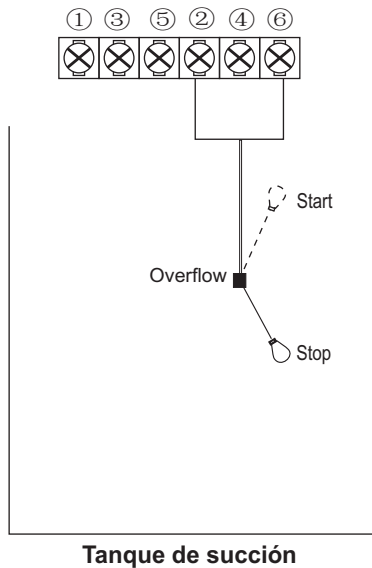 ① ③ ⑤ ② ④ ⑥
Start
Overflow
Stop
Tanque de succión